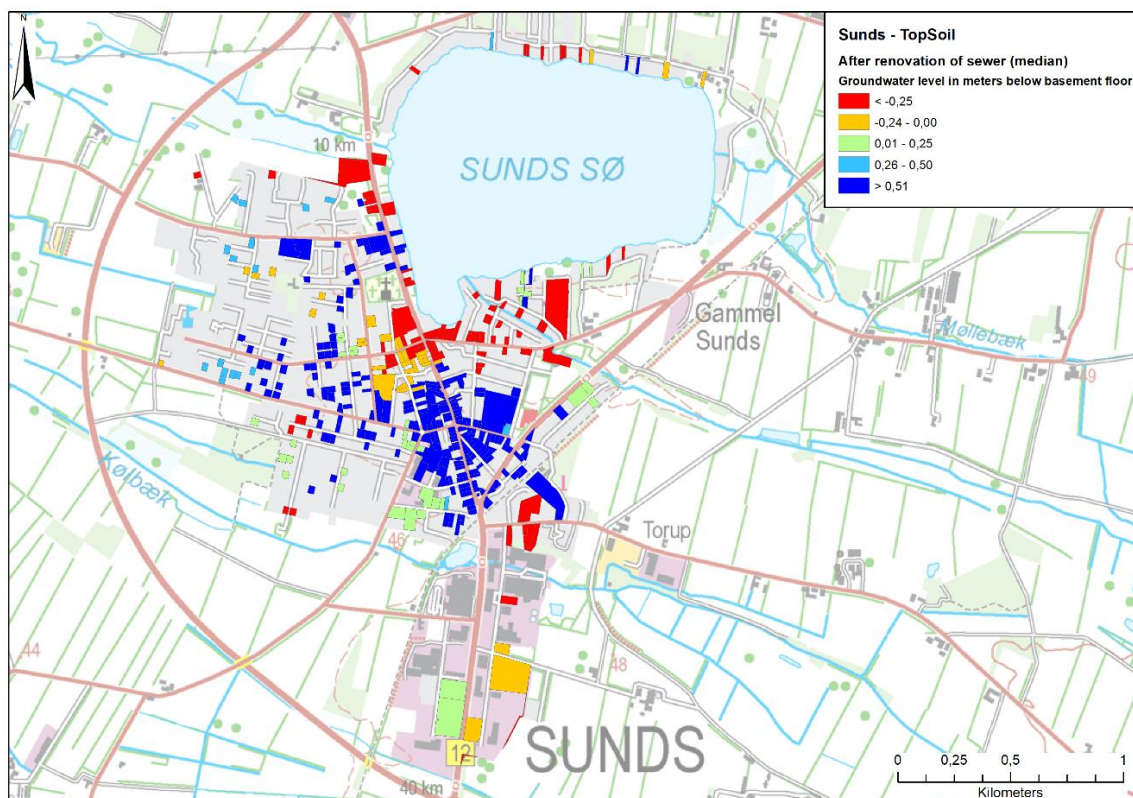 N
Sunds - TopSoil
After renovation of sewer (median)
Groundwater level in meters below basement floor
< -0,25
-0,24 - 0,00
0,01 - 0,25
0,26 - 0,50
> 0,51
10 km
SUNDS SØ
Gammel
Sunds
Møllebæk
49
Kølbæk
46
Torup
44
48
SUNDS
12
40 km
0 0,25 0,5 1
Kilometers